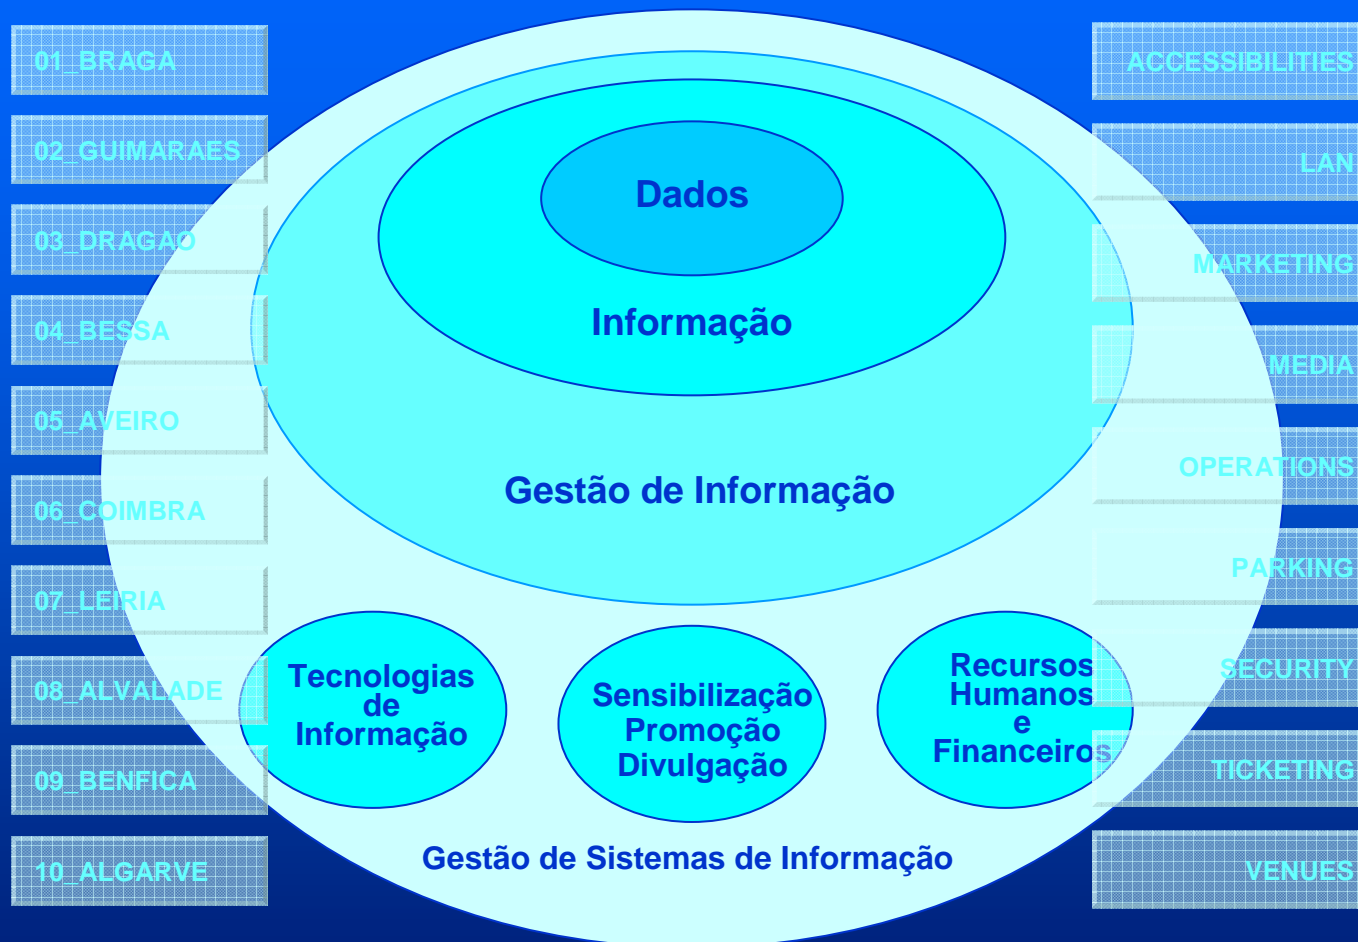 01_BRAGA
02_GUIMARAES
03_DRAGAO
04_BESSA
05_AVEIRO
06_COIMBRA
07_LEIRIA
08_ALVALADE
09_BENFICA
10_ALGARVE
Dados
Informação
Gestão de Informação
Tecnologias
de
Informação
Sensibilização
Promoção
Divulgação
Recursos
Humanos
e
Financeiros
Gestão de Sistemas de Informação
ACCESSIBILITIES
LAN
MARKETING
MEDIA
OPERATIONS
PARKING
SECURITY
TICKETING
VENUES